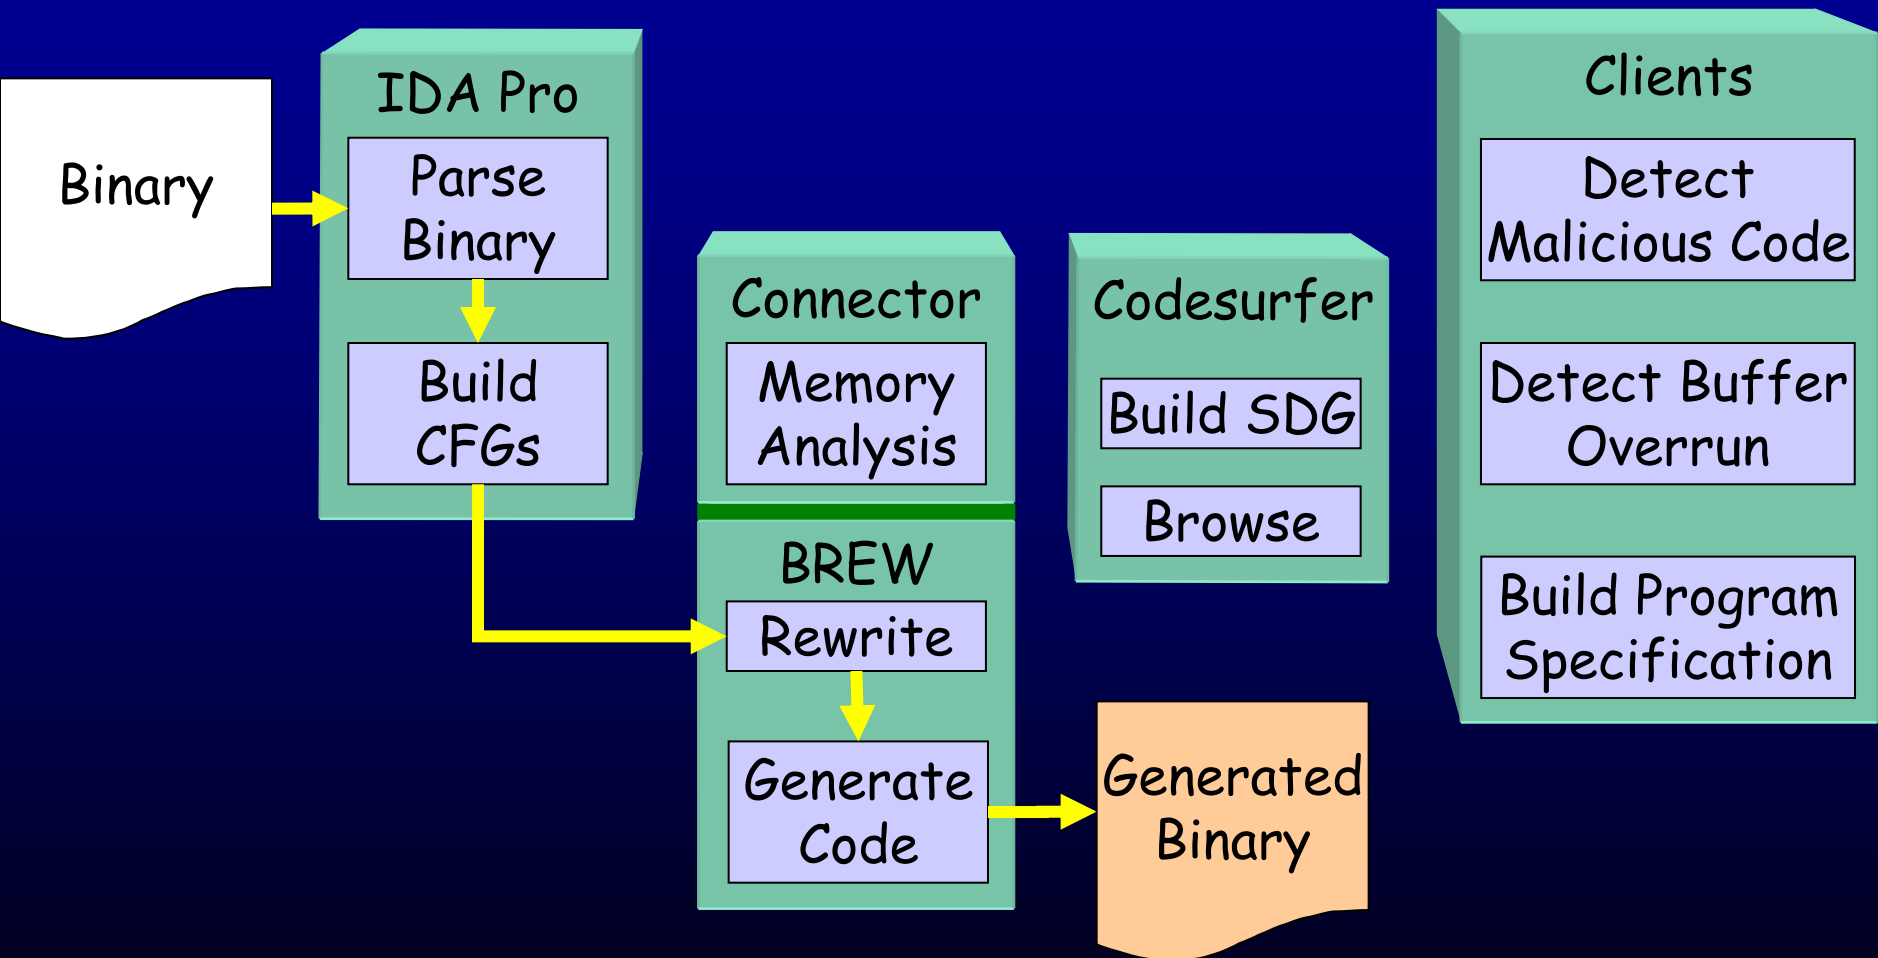 Binary
IDA Pro
Parse
Binary
Build
CFGs
Connector
Memory
Analysis
BREW
Rewrite
Generate
Code
Codesurfer
Build SDG
Browse
Generated
Binary
Clients
Detect
Malicious Code
Detect Buffer
Overrun
Build Program
Specification